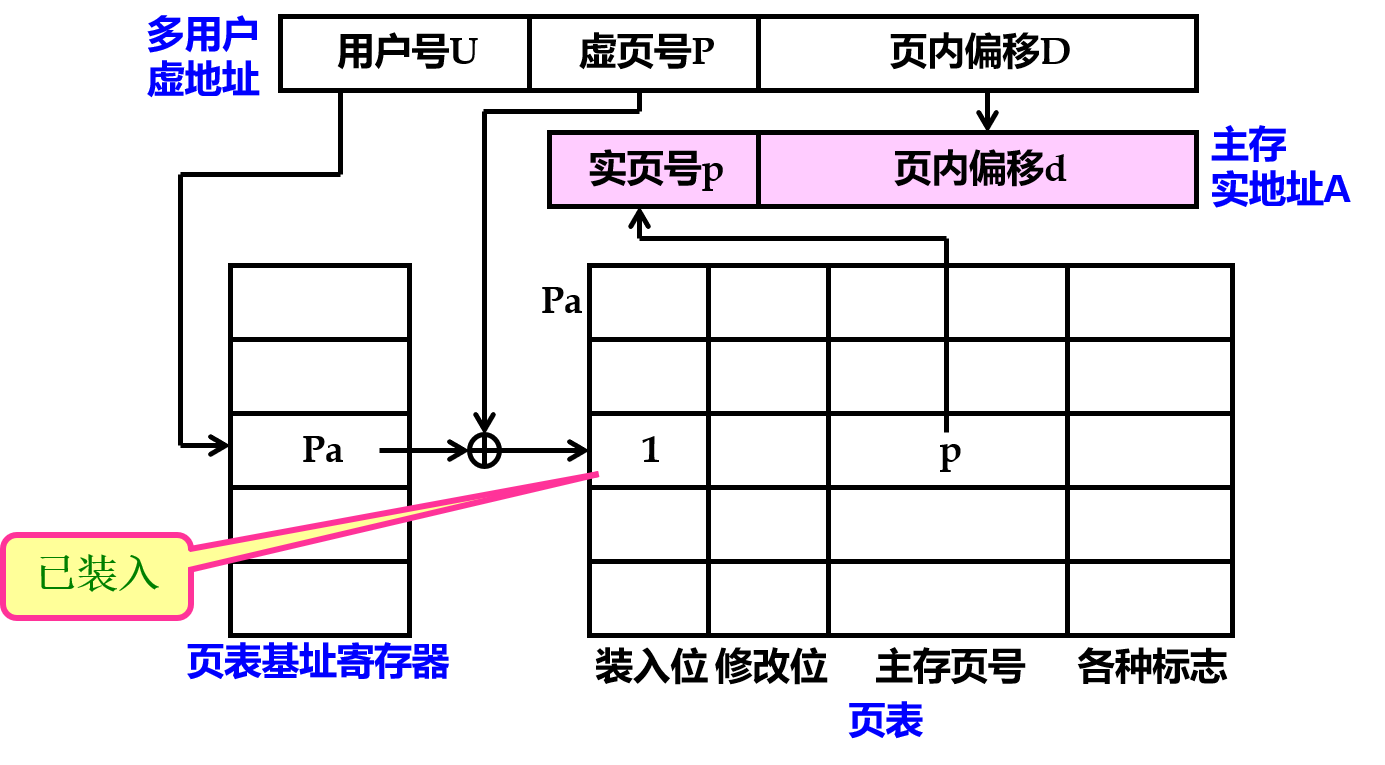 多用户
虚地址
用户号U
虚页号P
页内偏移D
实页号p
页内偏移d
主存
实地址A
Pa
Pa
1
p
已装入
页表基址寄存器
装入位
修改位
主存页号
各种标志
页表